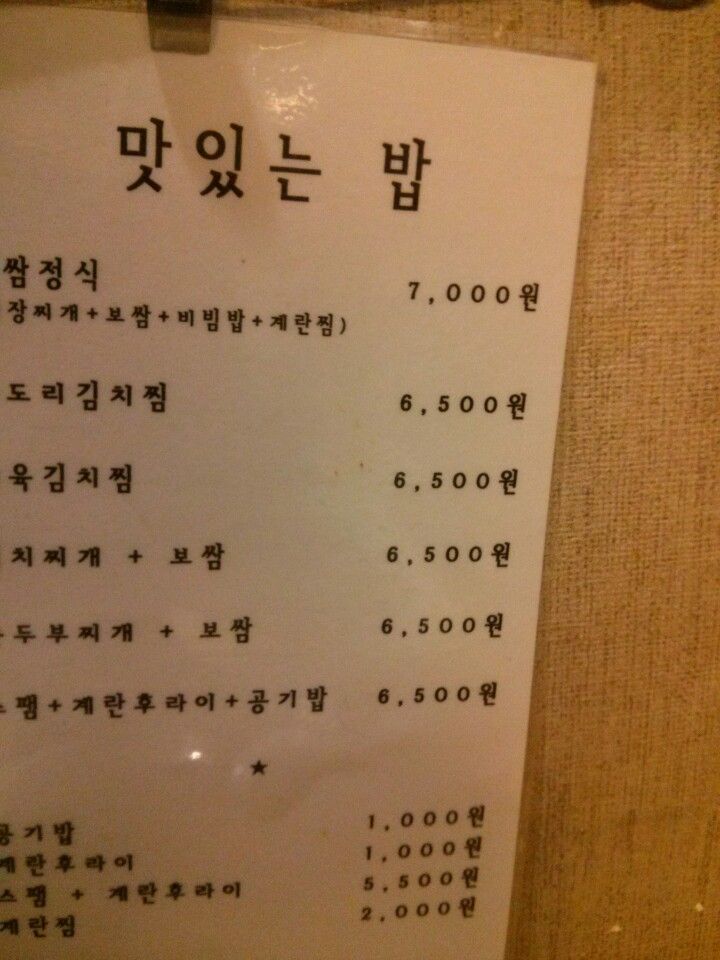 맛있는 밥
쌈정식 7,000원
장찌개+보쌈+비빔밥+계란찜)
도리김치찜 6,500원
육김치찜 6,500원
치찌개 + 보쌈 6,500원
두부찌개 + 보쌈 6,500원
스팸+계란후라이+공기밥 6,500원
★
공기밥 1,000원
계란후라이 1,000원
스팸 + 계란후라이 5,500원
계란찜 2,000원